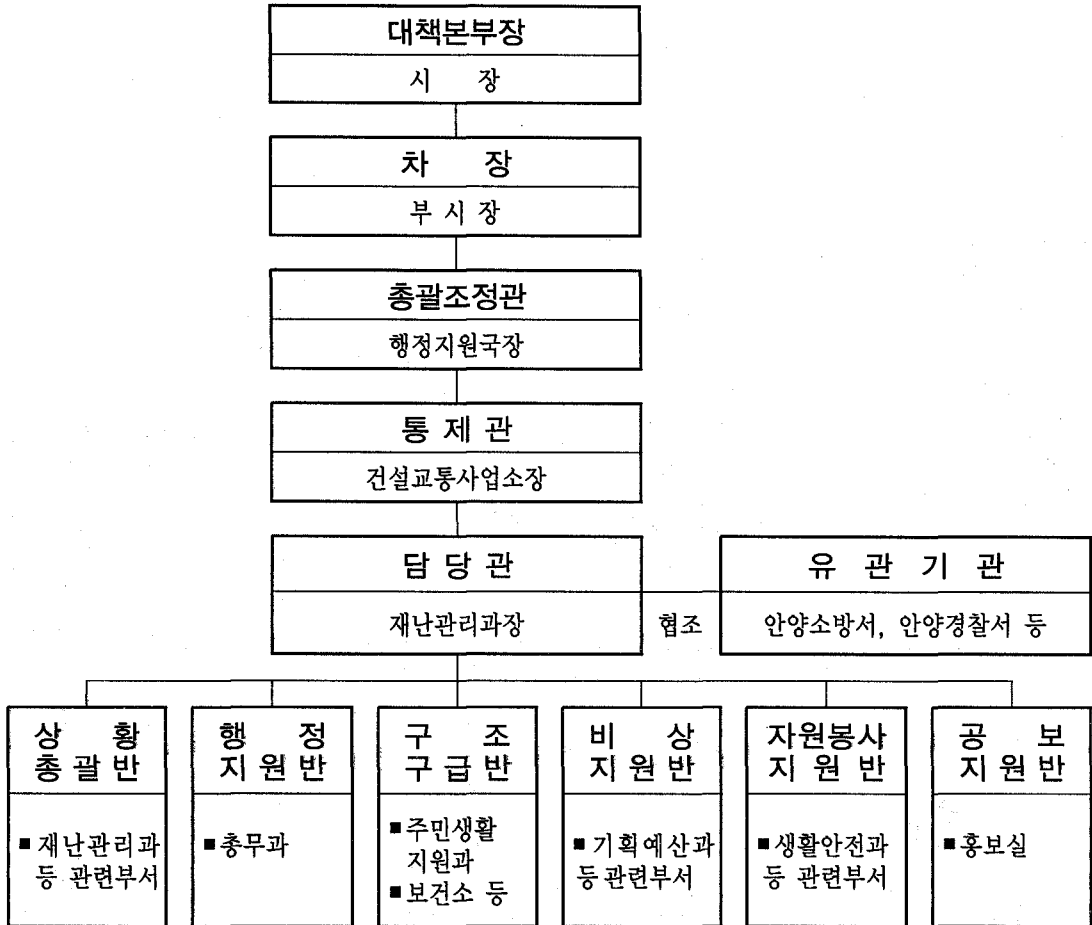 대책본부장
시 장
차 장
부 시 장
총괄조정관
행정지원국장
통 제 관
건설교통사업소장
담 당 관
재난관리과장
협조
유 관 기 관
안양소방서, 안양경찰서 등
상 황
총 괄 반
■ 재난관리과
등 관련부서
행 정
지 원 반
■ 총무과
구 조
구 급 반
■ 주민생활
지원과
■ 보건소 등
비 상
지 원 반
■ 기획예산과
등 관련부서
자원봉사
지 원 반
■ 생활안전과
등 관련부서
공 보
지 원 반
■ 홍보실